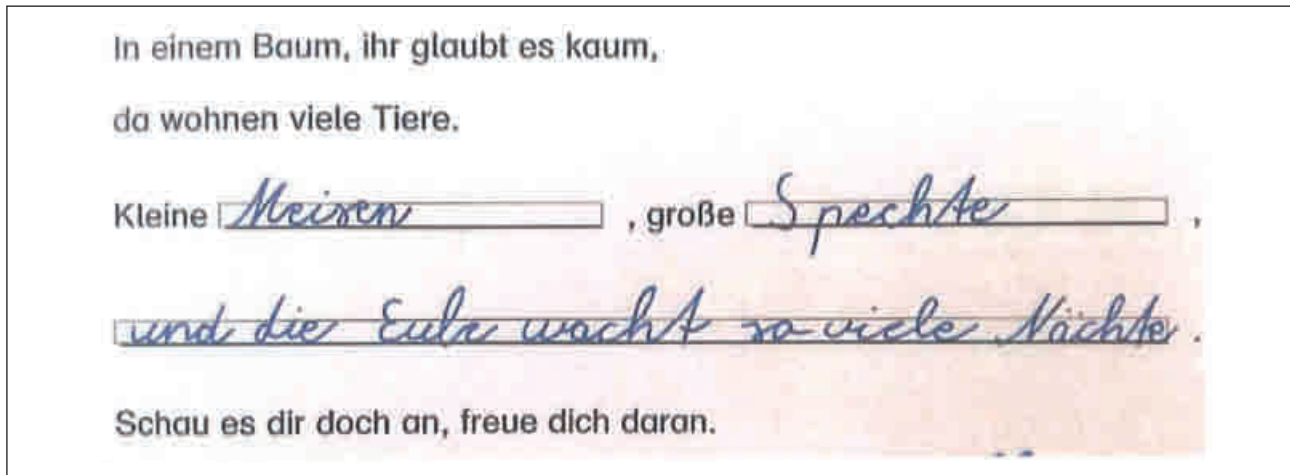 In einem Baum, ihr glaubt es kaum,
da wohnen viele Tiere.
Kleine Meisen, große Spechte,
und die Eule wacht so viele Nächte.
Schau es dir doch an, freue dich daran.